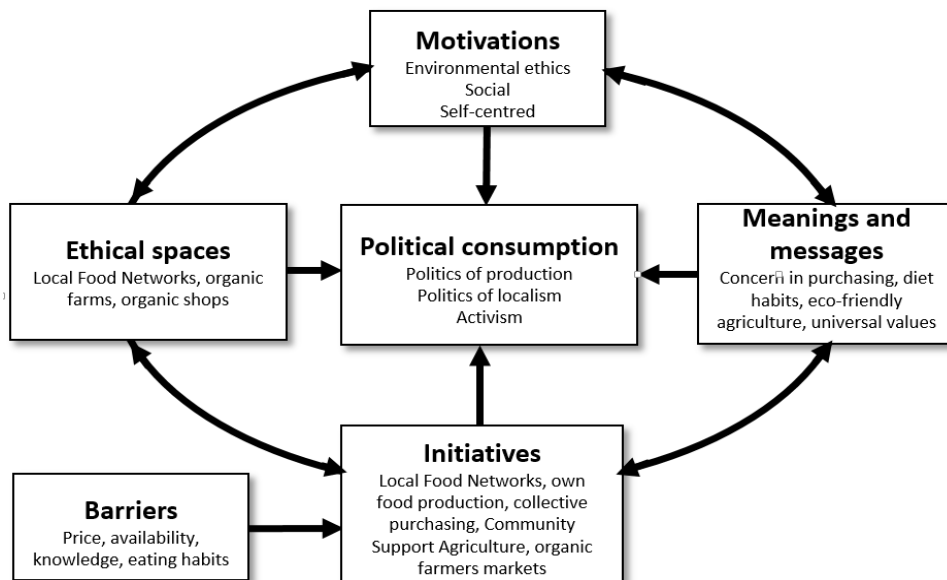 Motivations
Environmental ethics
Social
Self-centred
Ethical spaces
Local Food Networks, organic
farms, organic shops
Political consumption
Politics of production
Politics of localism
Activism
Meanings and
messages
Concern in purchasing, diet
habits, eco-friendly
agriculture, universal values
Initiatives
Local Food Networks, own
food production, collective
purchasing, Community
Support Agriculture, organic
farmers markets
Barriers
Price, availability,
knowledge, eating habits